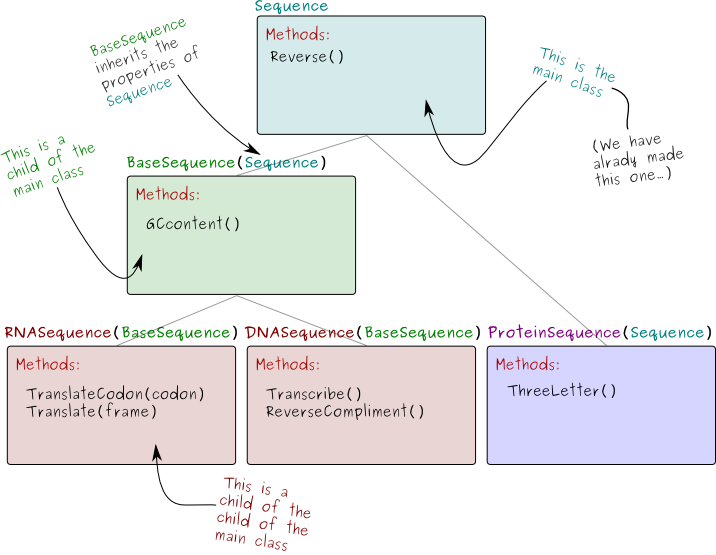 Sequence
Methods:
Reverse()
BaseSequence
inherits the
properties of
Sequence
This is the
main class
(We have
alrady made
this one...)
This is a
child of the
main class
BaseSequence(Sequence)
Methods:
GCcontent()
RNASequence(BaseSequence)
Methods:
TranslateCodon(codon)
Translate(frame)
DNASequence(BaseSequence)
Methods:
Transcribe()
ReverseCompliment()
ProteinSequence(Sequence)
Methods:
ThreeLetter()
This is a
child of the
child of the
main class